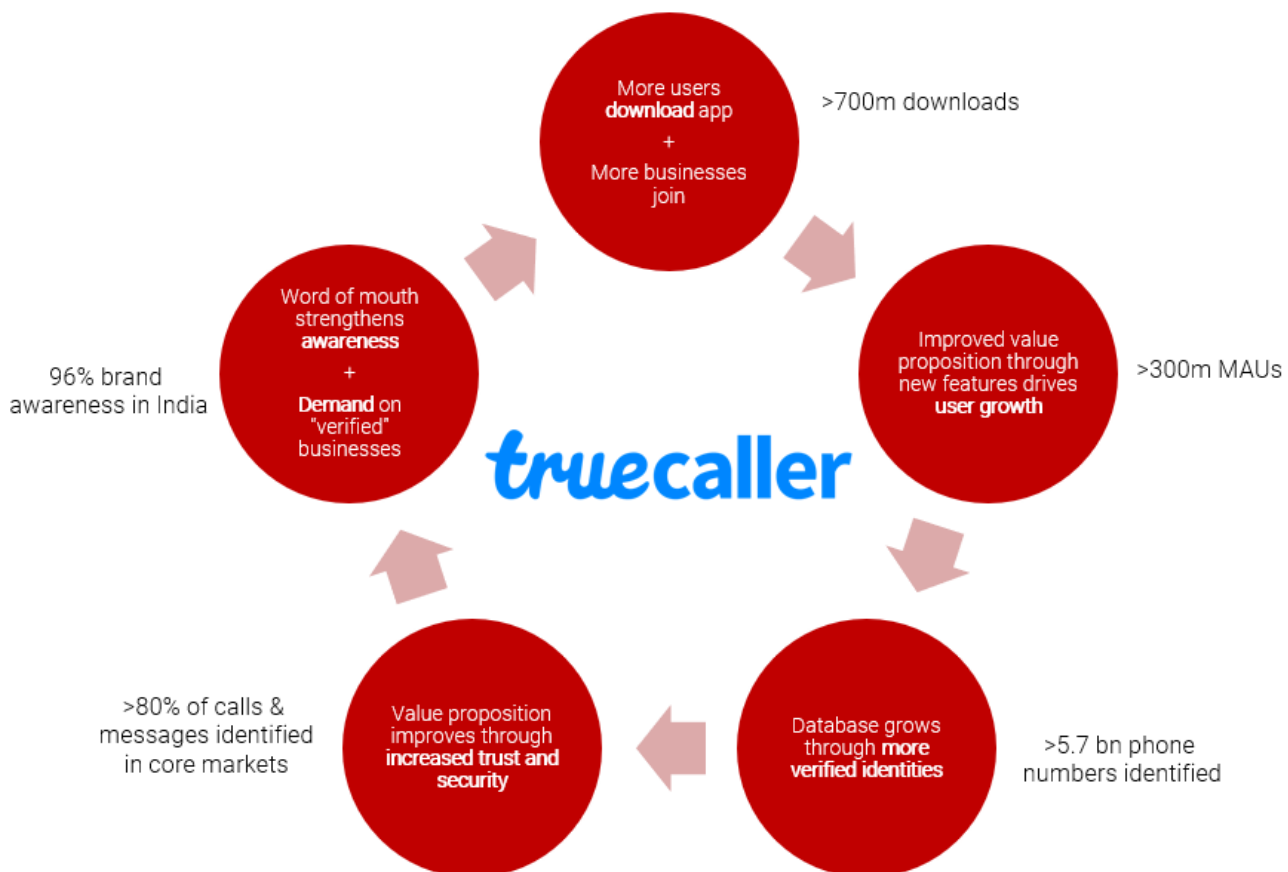 More users
download app
+
More businesses
join
>700m downloads
Improved value
proposition through
new features drives
user growth
>300m MAUs
Database grows
through more
verified identities
>5.7 bn phone
numbers identified
Value proposition
improves through
increased trust and
security
>80% of calls &
messages identified
in core markets
Word of mouth
strengthens
awareness
+
Demand on
"verified"
businesses
96% brand
awareness in India
truecaller